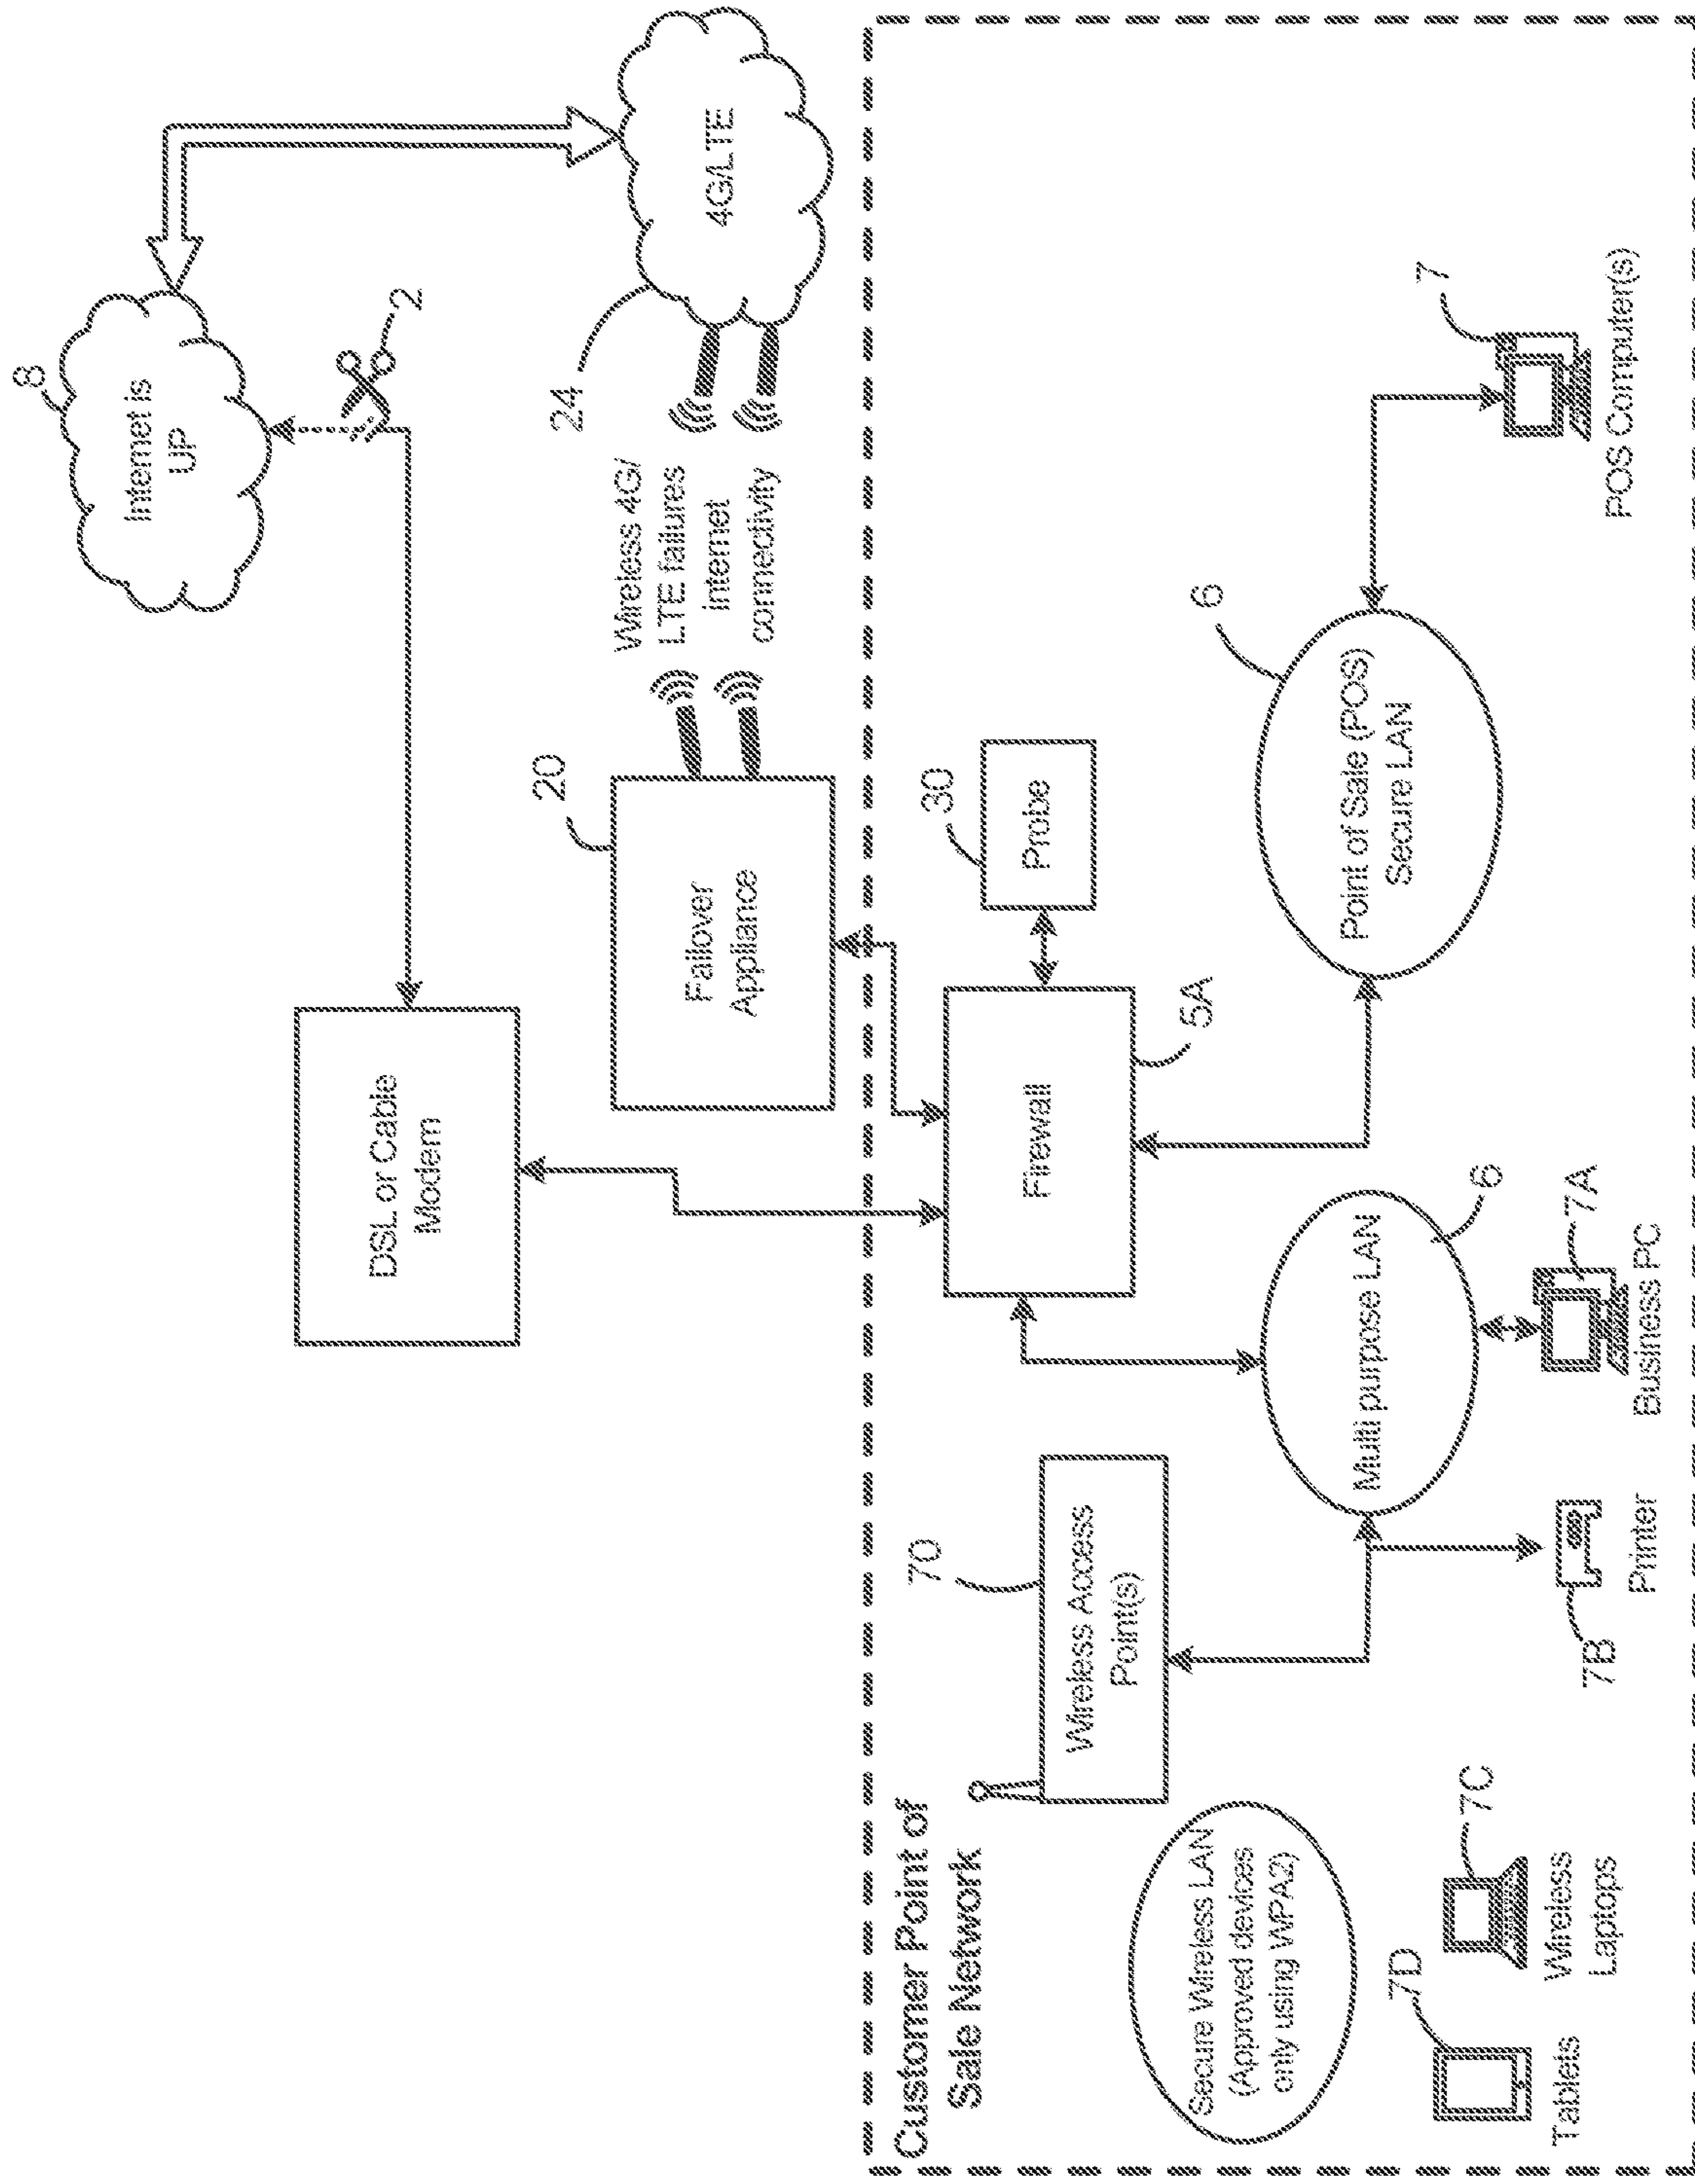 8
Internet is
UP
2
DSL or Cable
Modem
20
Failover
Appliance
Wireless 4G/
LTE failures
internet
connectivity
24
4G/LTE
Customer Point of
Sale Network
70
Wireless Access
Point(s)
Firewall
5A
30
Probe
Secure Wireless LAN
(Approved devices
only using WPA2)
Multi purpose LAN
6
Point of Sale (POS)
Secure LAN
6
7
POS Computer(s)
7D
Tablets
7C
Wireless
Laptops
7B
Printer
7A
Business PC